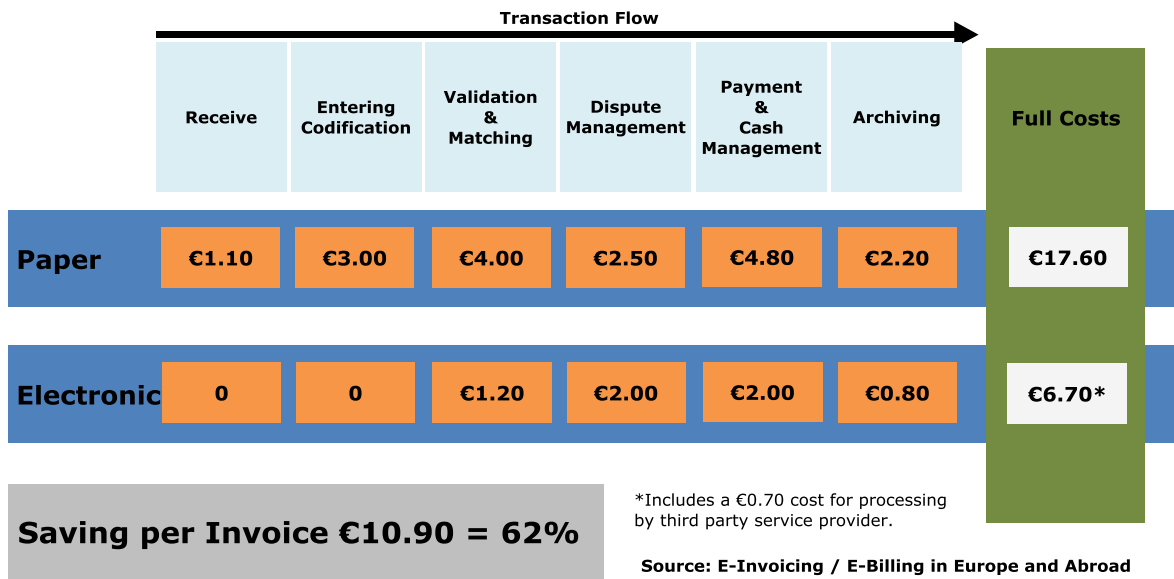 Transaction Flow
Receive
Entering
Codification
Validation
&
Matching
Dispute
Management
Payment
&
Cash
Management
Archiving
Full Costs
Paper
€1.10
€3.00
€4.00
€2.50
€4.80
€2.20
€17.60
Electronic
0
0
€1.20
€2.00
€2.00
€0.80
€6.70*
Saving per Invoice €10.90 = 62%
*Includes a €0.70 cost for processing
by third party service provider.
Source: E-Invoicing / E-Billing in Europe and Abroad